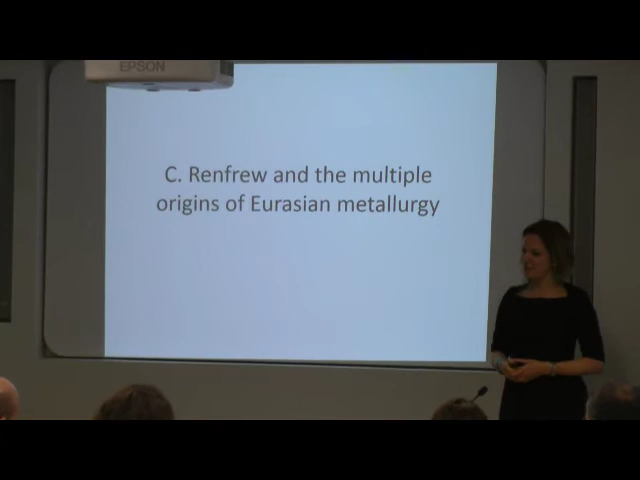 EPSON
C. Renfrew and the multiple
origins of Eurasian metallurgy